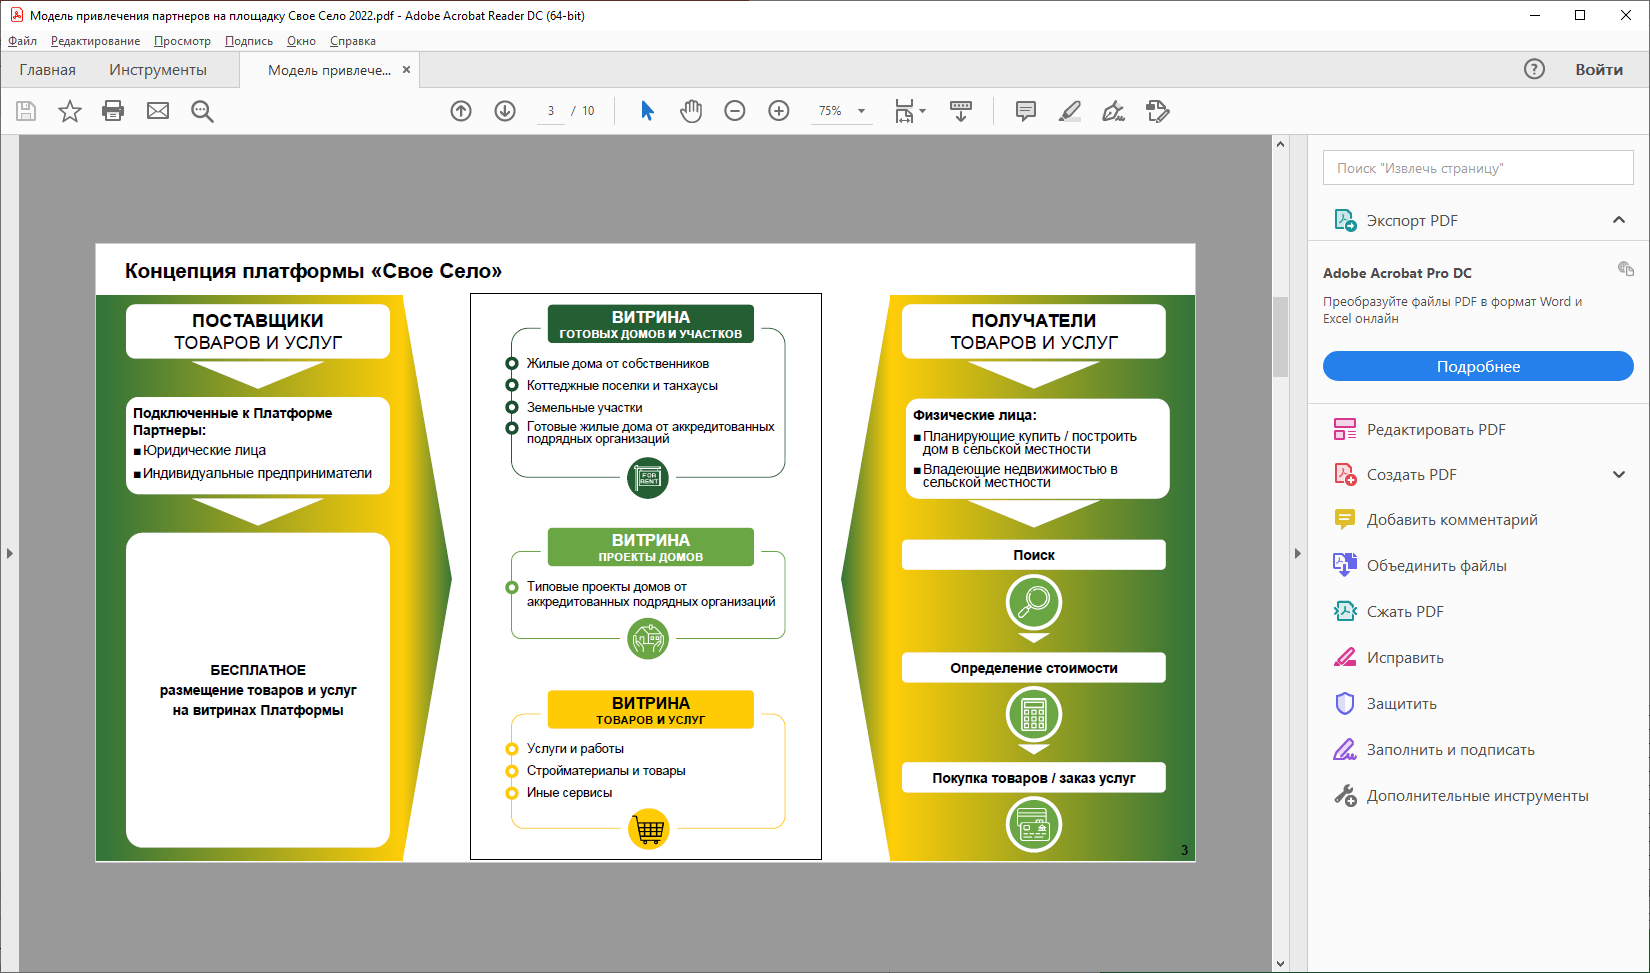 Модель привлечения партнеров на площадку Свое Село 2022.pdf - Adobe Acrobat Reader DC (64-bit)
Файл Редактирование Просмотр Подпись Окно Справка
Главная Инструменты Модель привлече... × Войти
3 / 10 75%
Концепция платформы «Свое Село»
ПОСТАВЩИКИ
ТОВАРОВ И УСЛУГ
Подключенные к Платформе
Партнеры:
Юридические лица
Индивидуальные предприниматели
БЕСПЛАТНОЕ
размещение товаров и услуг
на витринах Платформы
ВИТРИНА
ГОТОВЫХ ДОМОВ И УЧАСТКОВ
Жилые дома от собственников
Коттеджные поселки и танхаусы
Земельные участки
Готовые жилые дома от аккредитованных
подрядных организаций
FOR
RENT
ВИТРИНА
ПРОЕКТЫ ДОМОВ
Типовые проекты домов от
аккредитованных подрядных организаций
ВИТРИНА
ТОВАРОВ И УСЛУГ
Услуги и работы
Стройматериалы и товары
Иные сервисы
ПОЛУЧАТЕЛИ
ТОВАРОВ И УСЛУГ
Физические лица:
Планирующие купить / построить
дом в сельской местности
Владеющие недвижимостью в
сельской местности
Поиск
Определение стоимости
Покупка товаров / заказ услуг
3
Поиск "Извлечь страницу"
Экспорт PDF
Adobe Acrobat Pro DC
Преобразуйте файлы PDF в формат Word и
Excel онлайн
Подробнее
Редактировать PDF
Создать PDF
Добавить комментарий
Объединить файлы
Сжать PDF
Исправить
Защитить
Заполнить и подписать
Дополнительные инструменты